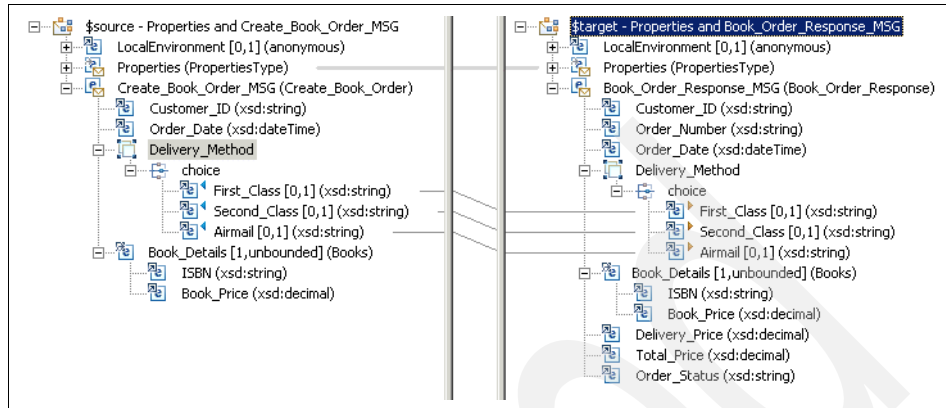 $source - Properties and Create_Book_Order_MSG
LocalEnvironment [0,1] (anonymous)
Properties (PropertiesType)
Create_Book_Order_MSG (Create_Book_Order)
Customer_ID (xsd:string)
Order_Date (xsd:dateTime)
Delivery_Method
choice
First_Class [0,1] (xsd:string)
Second_Class [0,1] (xsd:string)
Airmail [0,1] (xsd:string)
Book_Details [1,unbounded] (Books)
ISBN (xsd:string)
Book_Price (xsd:decimal)
$target - Properties and Book_Order_Response_MSG
LocalEnvironment [0,1] (anonymous)
Properties (PropertiesType)
Book_Order_Response_MSG (Book_Order_Response)
Customer_ID (xsd:string)
Order_Number (xsd:string)
Order_Date (xsd:dateTime)
Delivery_Method
choice
First_Class [0,1] (xsd:string)
Second_Class [0,1] (xsd:string)
Airmail [0,1] (xsd:string)
Book_Details [1,unbounded] (Books)
ISBN (xsd:string)
Book_Price (xsd:decimal)
Delivery_Price (xsd:decimal)
Total_Price (xsd:decimal)
Order_Status (xsd:string)